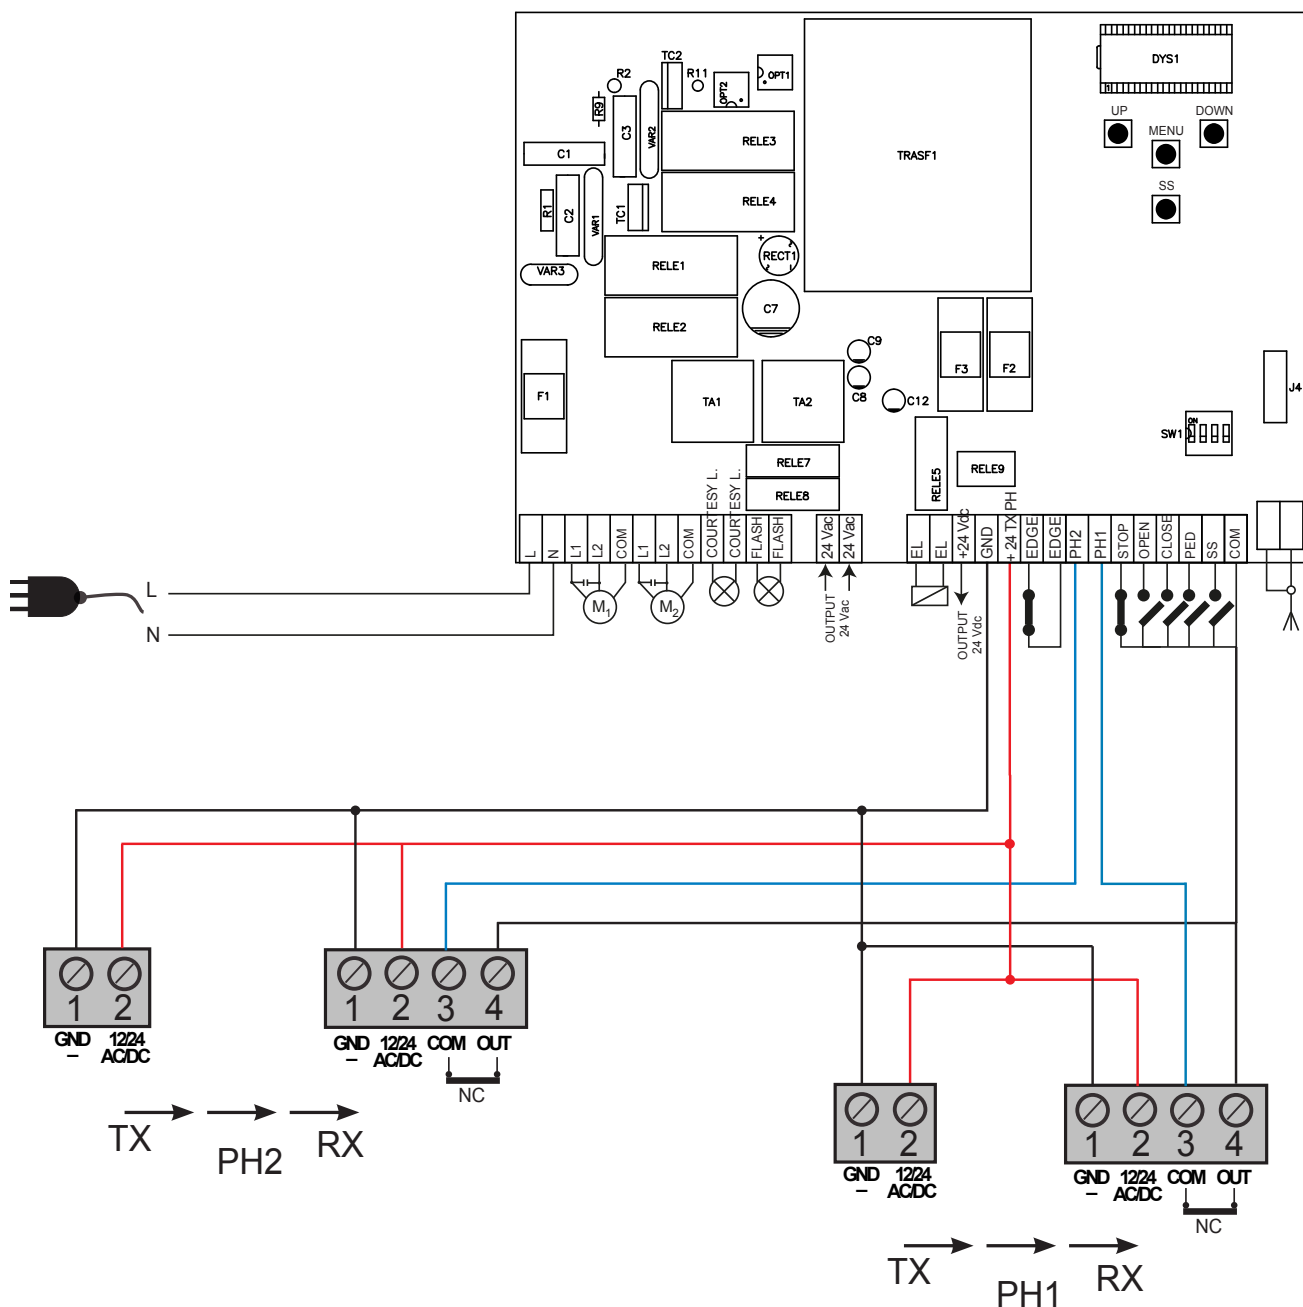 TC2
R2
R11
OPT1
OPT2
DYS1
1
R9
C3
VAR2
RELE3
UP
DOWN
MENU
C1
TRASF1
SS
R1
C2
VAR1
TC1
RELE4
+
RECT1
VAR3
RELE1
C7
RELE2
C9
F3
F2
F1
TA1
TA2
C8
C12
J4
SW1
ON
RELE7
RELE5
RELE9
RELE8
L
N
L1
L2
COM
L1
L2
COM
COURTESY L.
COURTESY L.
FLASH
FLASH
24 Vac
24 Vac
EL
EL
+24 Vdc
GND
+ 24 TX PH
EDGE
EDGE
PH2
PH1
STOP
OPEN
CLOSE
PED
SS
COM
L
N
M1
M2
OUTPUT
24 Vac
OUTPUT
24 Vdc
1 2
GND 12/24
– AC/DC
1 2 3 4
GND 12/24 COM OUT
– AC/DC
NC
TX PH2 RX
1 2
GND 12/24
– AC/DC
1 2 3 4
GND 12/24 COM OUT
– AC/DC
NC
TX PH1 RX